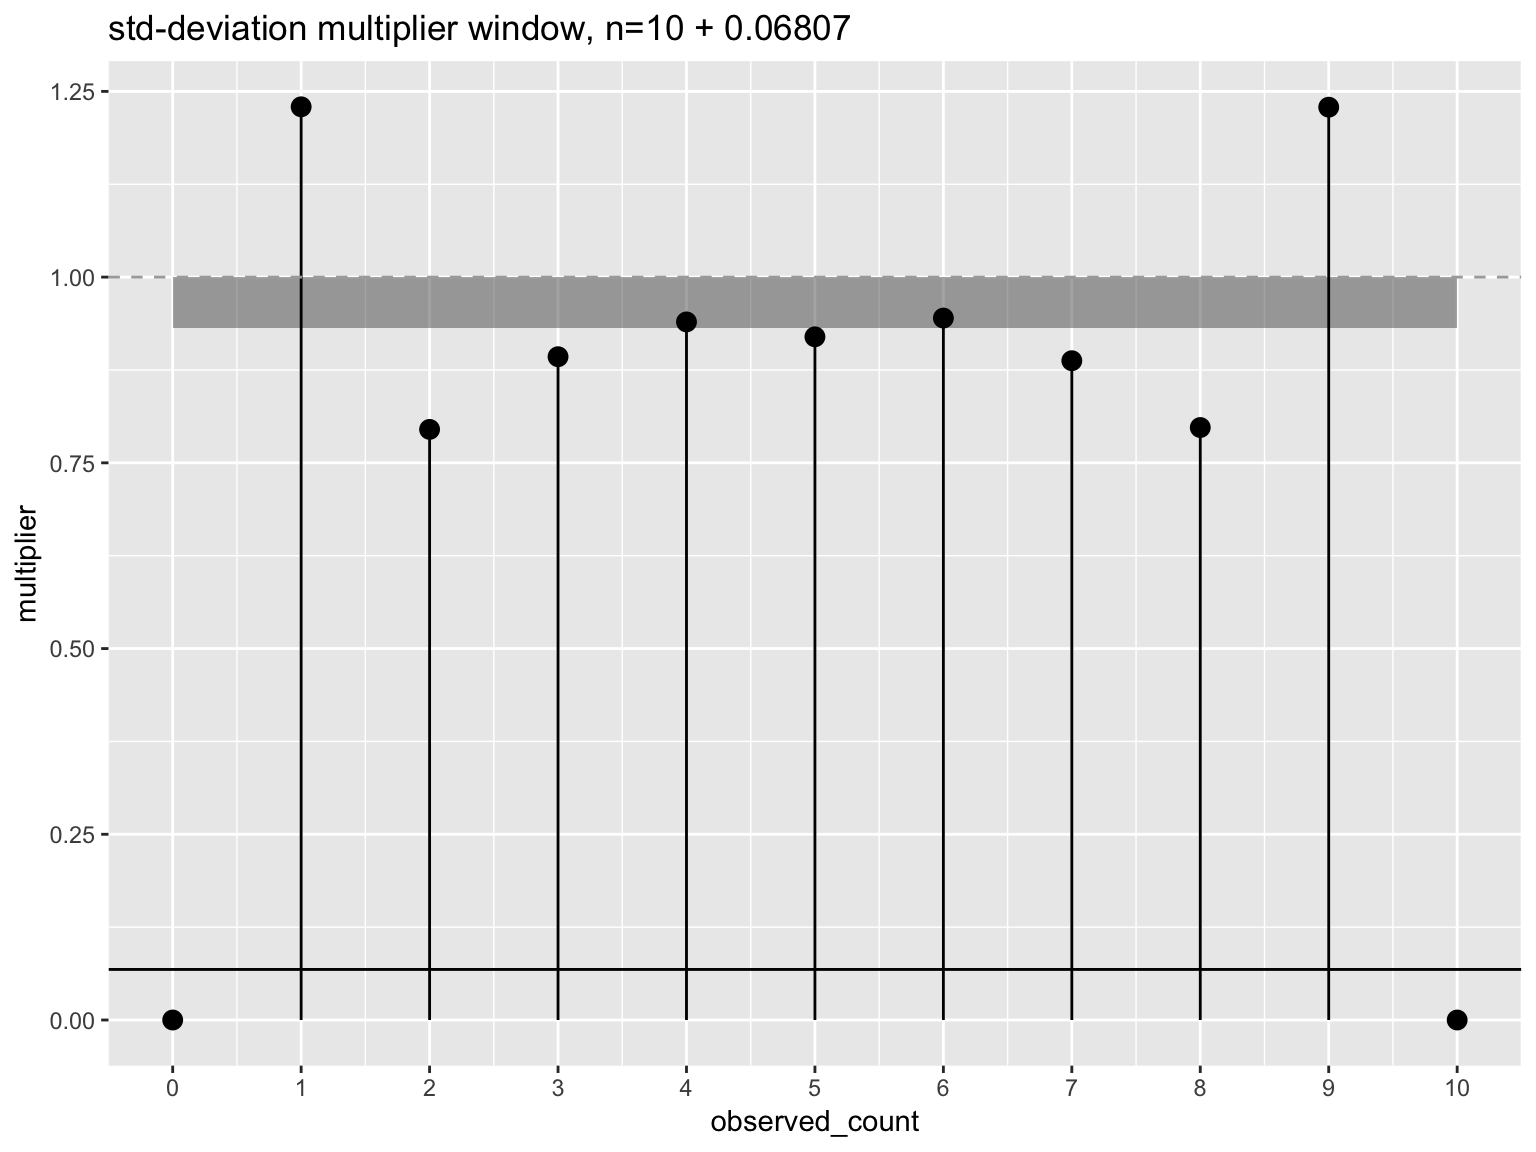 std-deviation multiplier window, n=10 + 0.06807
1.25
1.00
0.75
0.50
0.25
0.00
multiplier
0 1 2 3 4 5 6 7 8 9 10
observed_count